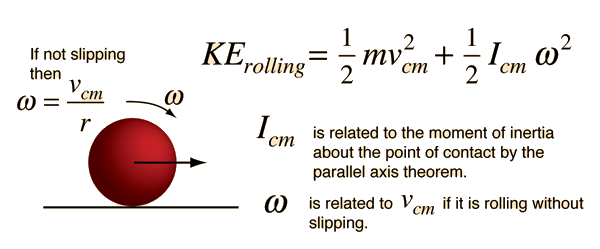 If not slipping
then
ω = v_cm / r
ω
KE_rolling = 1/2 mv²_cm + 1/2 I_cm ω²
I_cm is related to the moment of inertia
about the point of contact by the
parallel axis theorem.
ω is related to v_cm if it is rolling without
slipping.